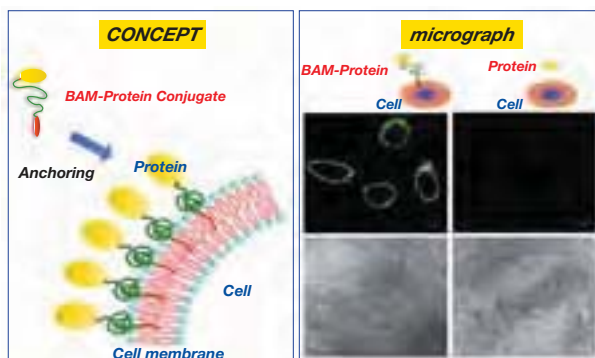 CONCEPT
BAM-Protein Conjugate
Anchoring
Protein
Cell
Cell membrane
micrograph
BAM-Protein
Protein
Cell
Cell